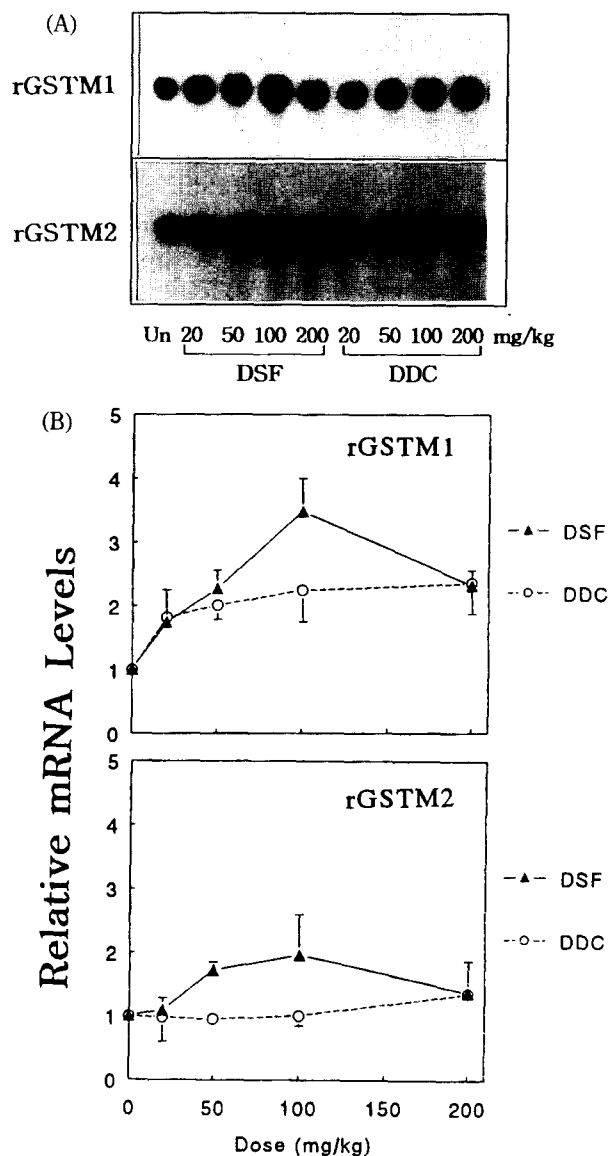 (A)
rGSTM1
rGSTM2
Un 20 50 100 200 20 50 100 200 mg/kg
DSF DDC
(B)
rGSTM1
5
4
3
2
1
0
DSF
DDC
Relative mRNA Levels
rGSTM2
5
4
3
2
1
0
DSF
DDC
0 50 100 150 200
Dose (mg/kg)